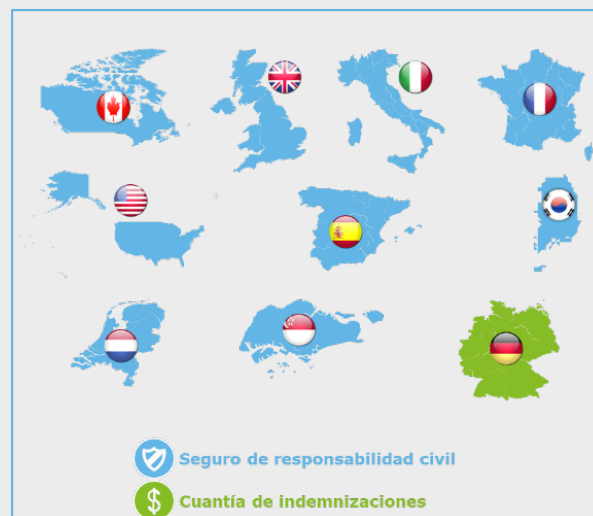 Seguro de responsabilidad civil
$ Cuantía de indemnizaciones